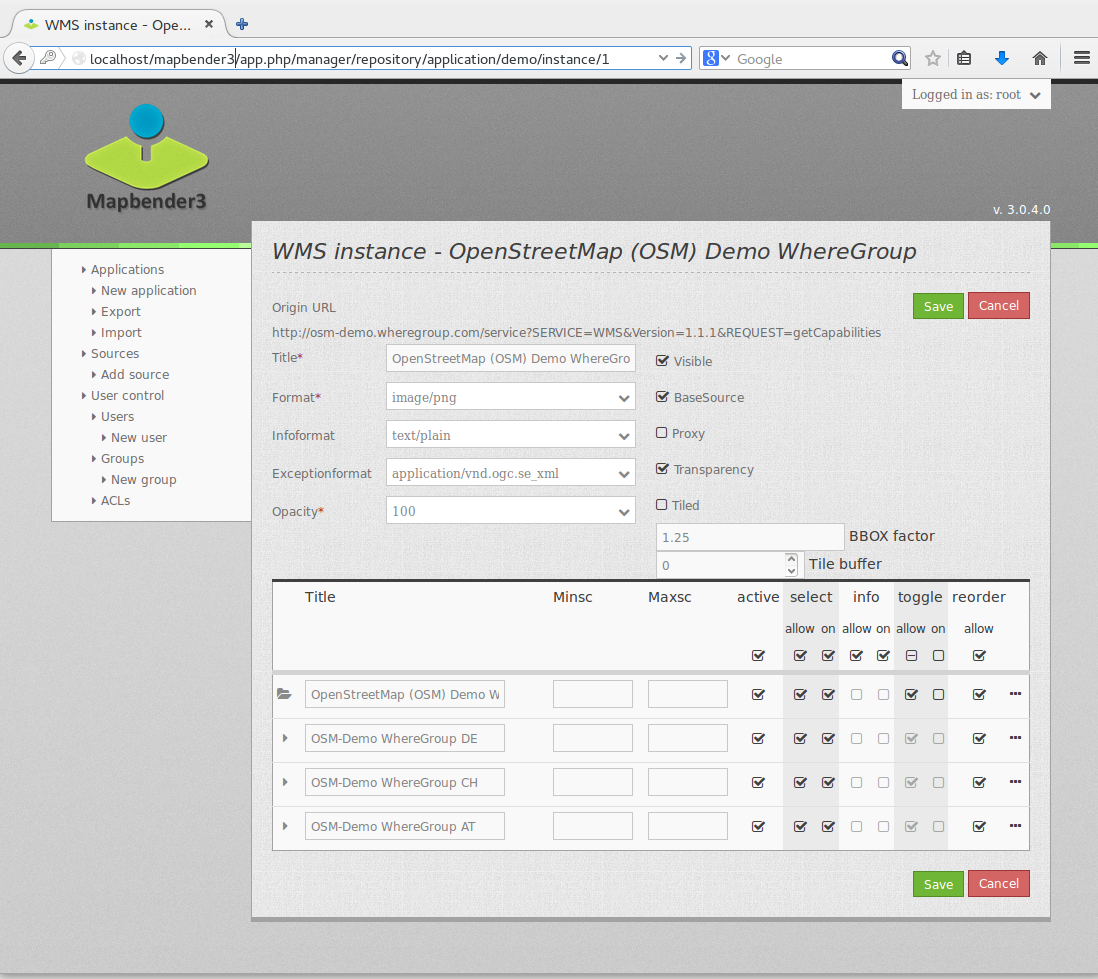 WMS instance - Ope...
localhost/mapbender3/app.php/manager/repository/application/demo/instance/1
8
Google
Logged in as: root
Mapbender3
v. 3.0.4.0
Applications
New application
Export
Import
Sources
Add source
User control
Users
New user
Groups
New group
ACLs
WMS instance - OpenStreetMap (OSM) Demo WhereGroup
Origin URL
Save Cancel
http://osm-demo.wheregroup.com/service?SERVICE=WMS&Version=1.1.1&REQUEST=getCapabilities
Title* OpenStreetMap (OSM) Demo WhereGro Visible
Format* image/png BaseSource
Infoformat text/plain Proxy
Exceptionformat application/vnd.ogc.se_xml Transparency
Opacity* 100 Tiled
1.25 BBOX factor
0 Tile buffer
Title Minsc Maxsc active select info toggle reorder
allow on allow on allow on allow
OpenStreetMap (OSM) Demo W
OSM-Demo WhereGroup DE
OSM-Demo WhereGroup CH
OSM-Demo WhereGroup AT
Save Cancel